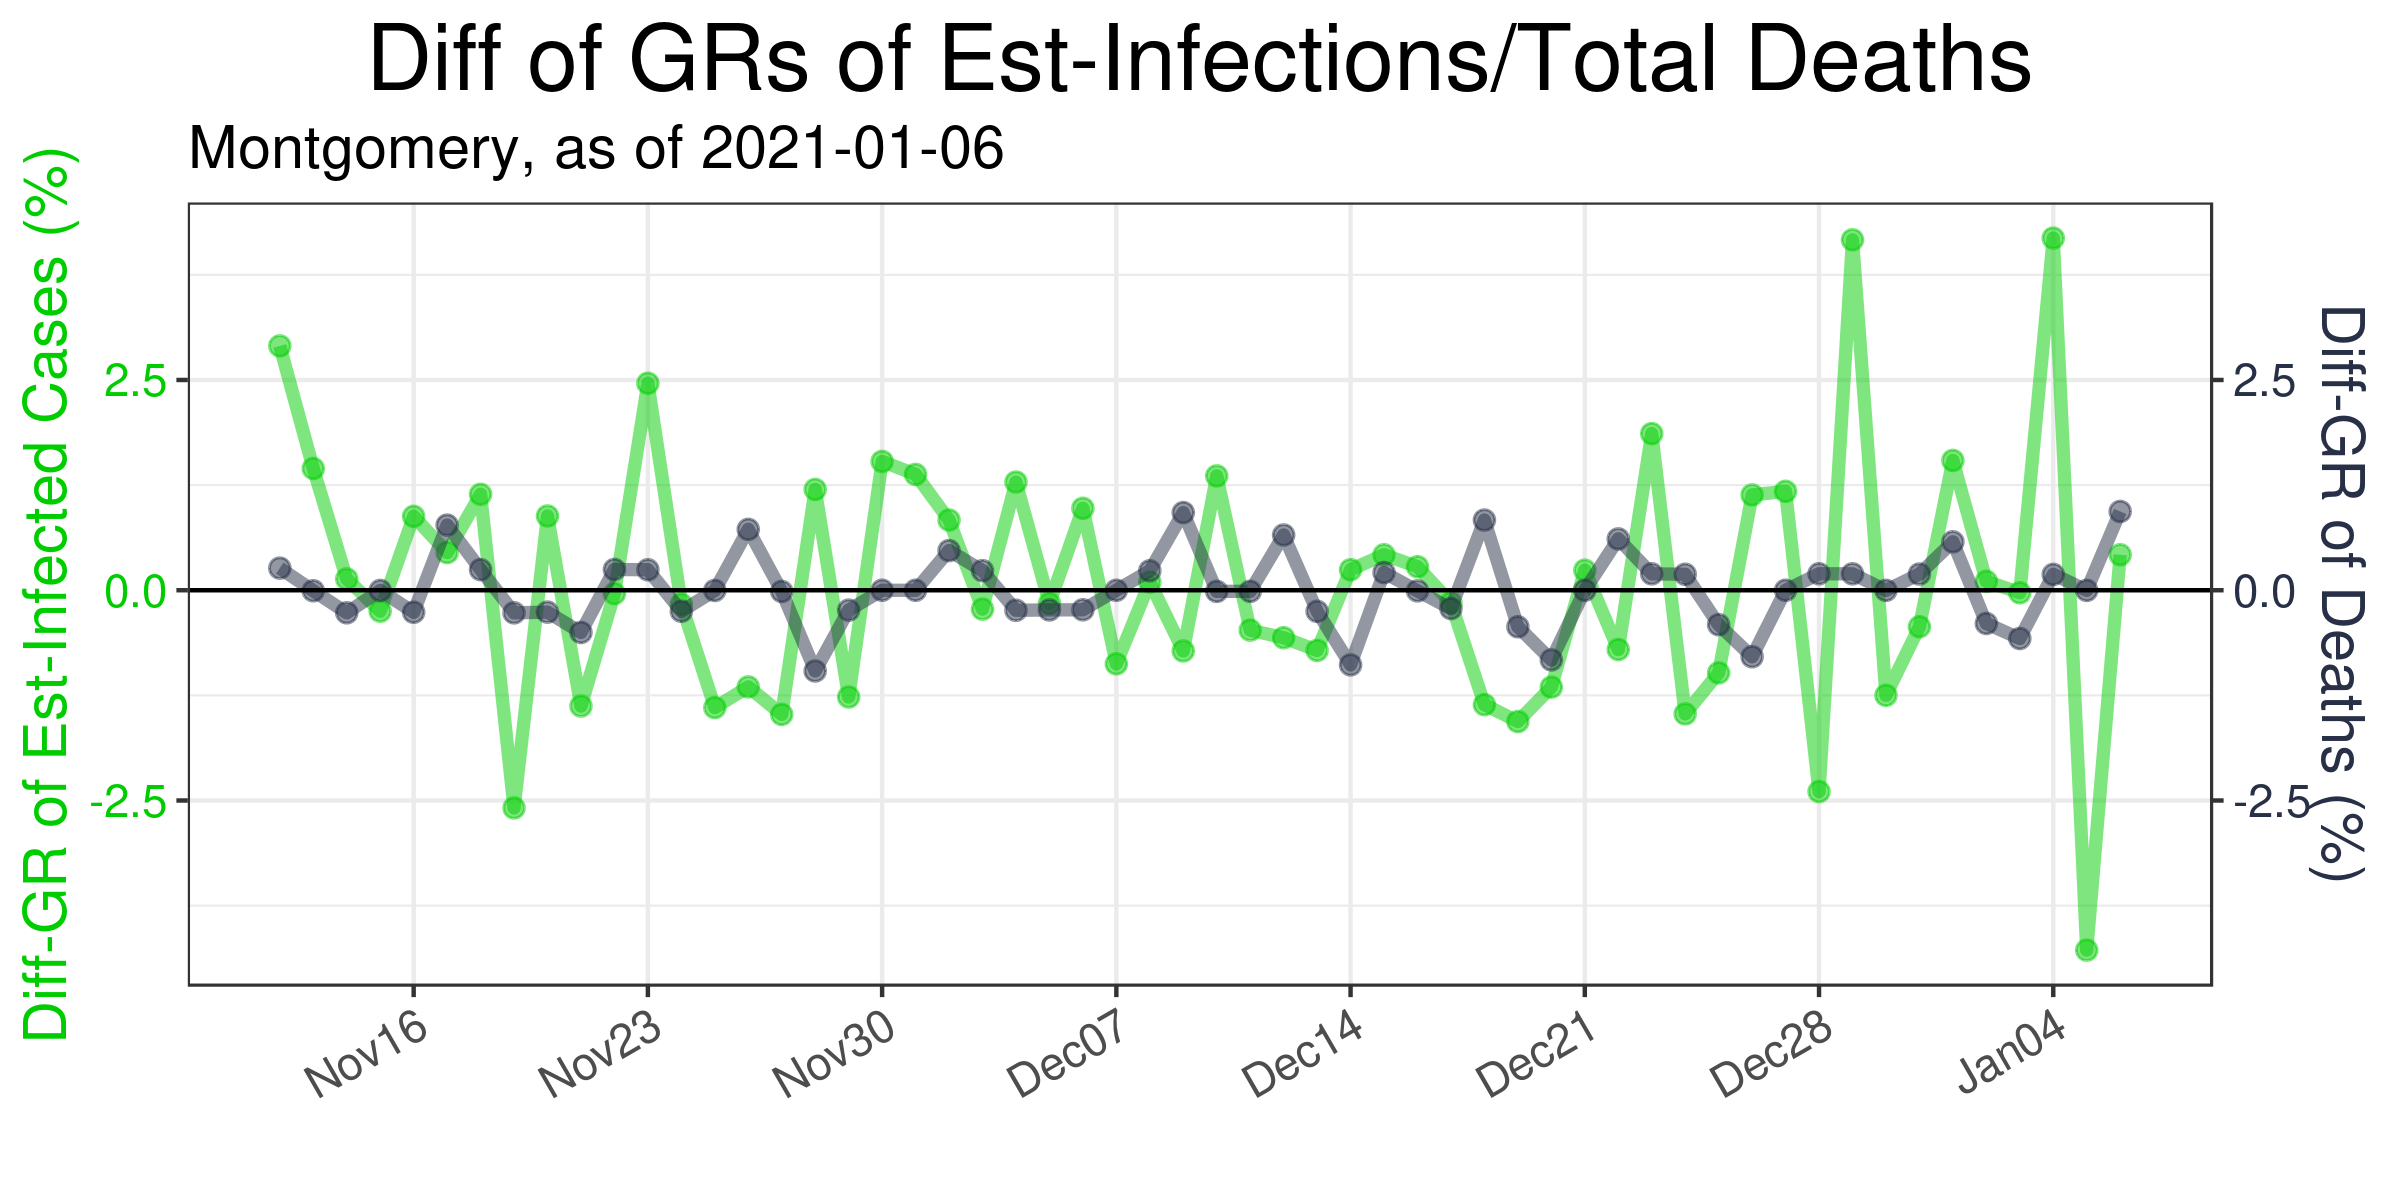 Diff of GRs of Est-Infections/Total Deaths
Montgomery, as of 2021-01-06
Diff-GR of Est-Infected Cases (%)
2.5
0.0
-2.5
2.5
0.0
-2.5
Diff-GR of Deaths (%)
Nov16
Nov23
Nov30
Dec07
Dec14
Dec21
Dec28
Jan04